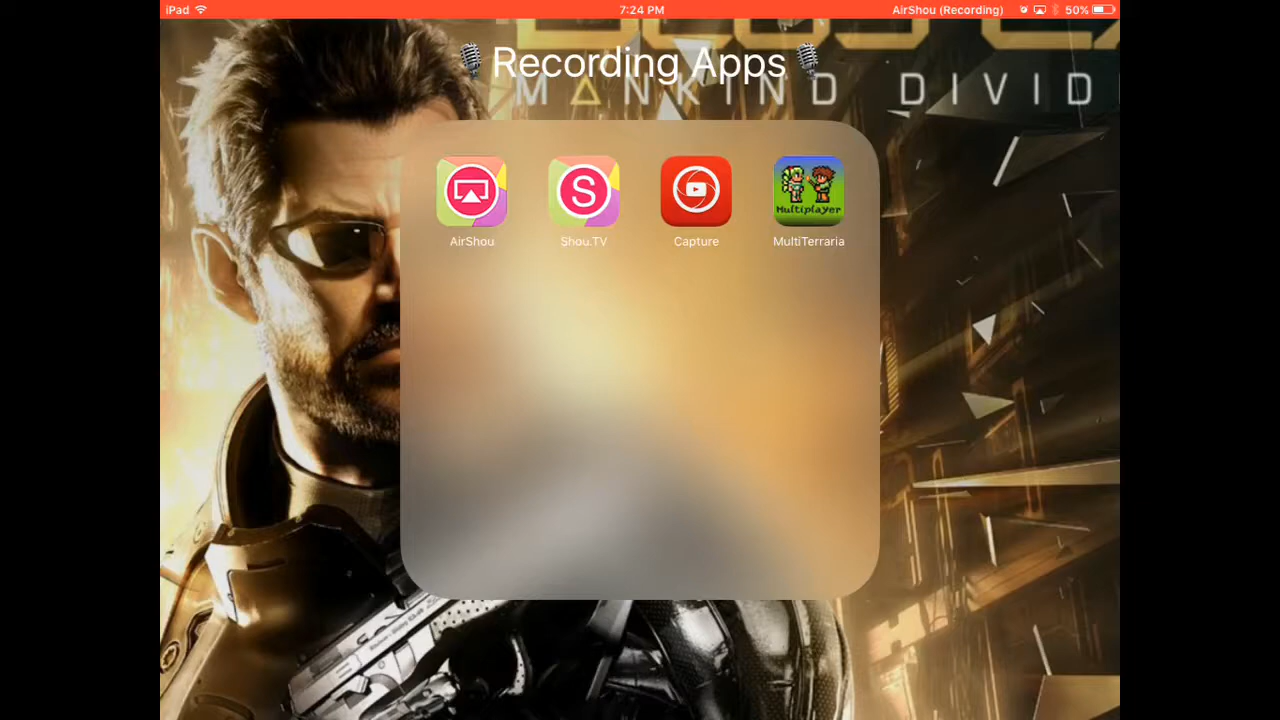 iPad 7:24 PM AirShou (Recording) 50%
🎙Recording Apps🎙
MANKIND DIVID
AirShou Shou.TV Capture MultiTerraria
S
Multiplayer